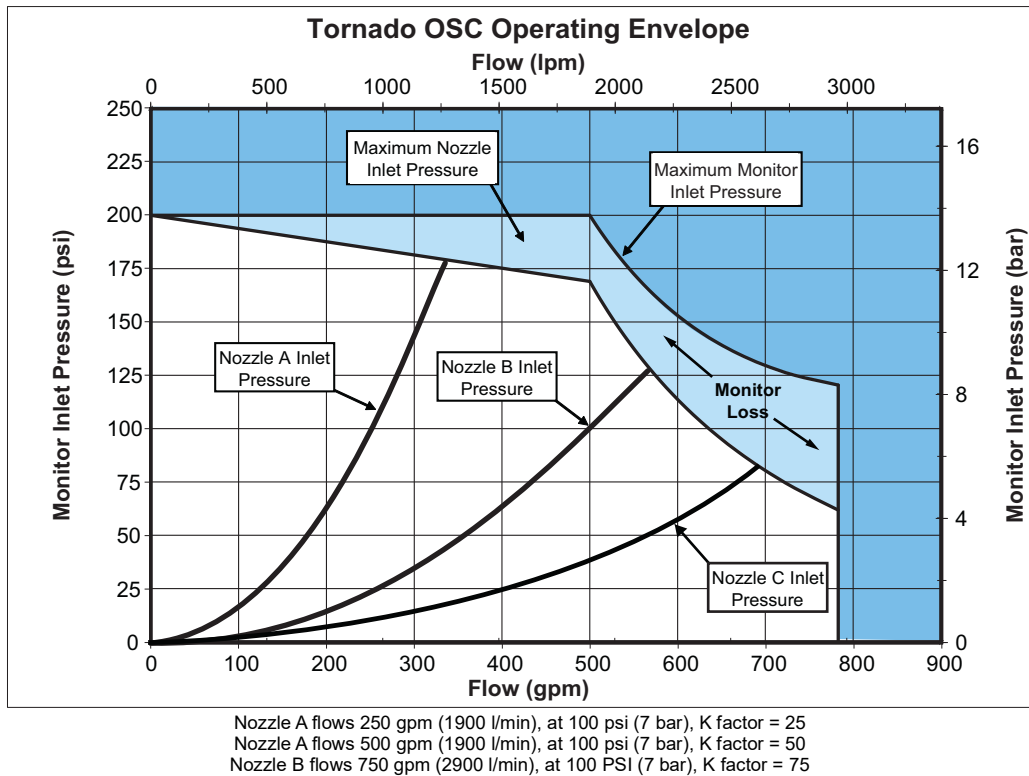 Tornado OSC Operating Envelope
Flow (lpm)
0 500 1000 1500 2000 2500 3000
250
225
200
175
150
125
100
75
50
25
0
Monitor Inlet Pressure (psi)
Maximum Nozzle
Inlet Pressure
Maximum Monitor
Inlet Pressure
Nozzle A Inlet
Pressure
Nozzle B Inlet
Pressure
Monitor
Loss
Nozzle C Inlet
Pressure
16
12
8
4
0
Monitor Inlet Pressure (bar)
0 100 200 300 400 500 600 700 800 900
Flow (gpm)
Nozzle A flows 250 gpm (1900 l/min), at 100 psi (7 bar), K factor = 25
Nozzle A flows 500 gpm (1900 l/min), at 100 psi (7 bar), K factor = 50
Nozzle B flows 750 gpm (2900 l/min), at 100 PSI (7 bar), K factor = 75